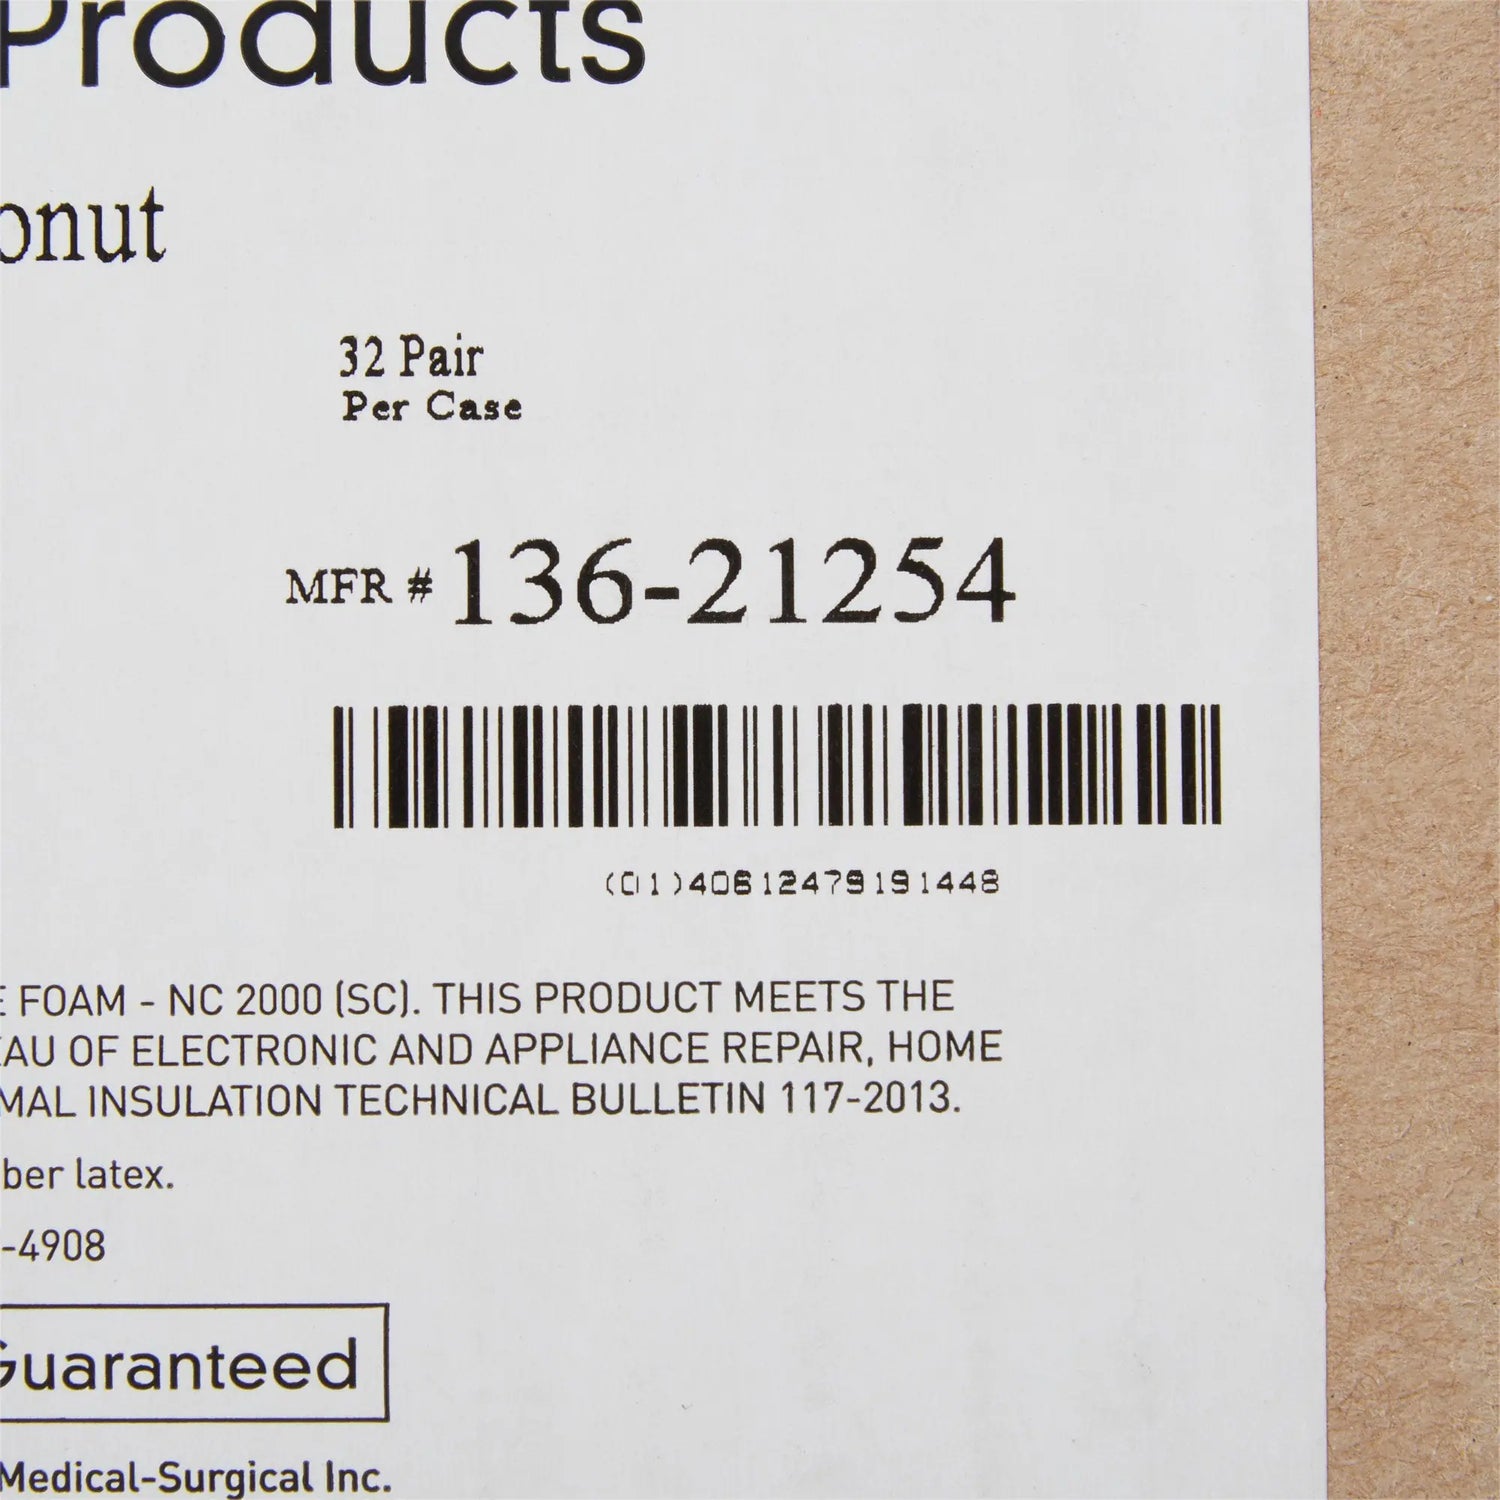 Products
onut
32 Pair
Per Case
MFR # 136-21254
(01)40612479191448
E FOAM - NC 2000 (SC). THIS PRODUCT MEETS THE
EAU OF ELECTRONIC AND APPLIANCE REPAIR, HOME
MAL INSULATION TECHNICAL BULLETIN 117-2013.
ber latex.
-4908
Guaranteed
Medical-Surgical Inc.